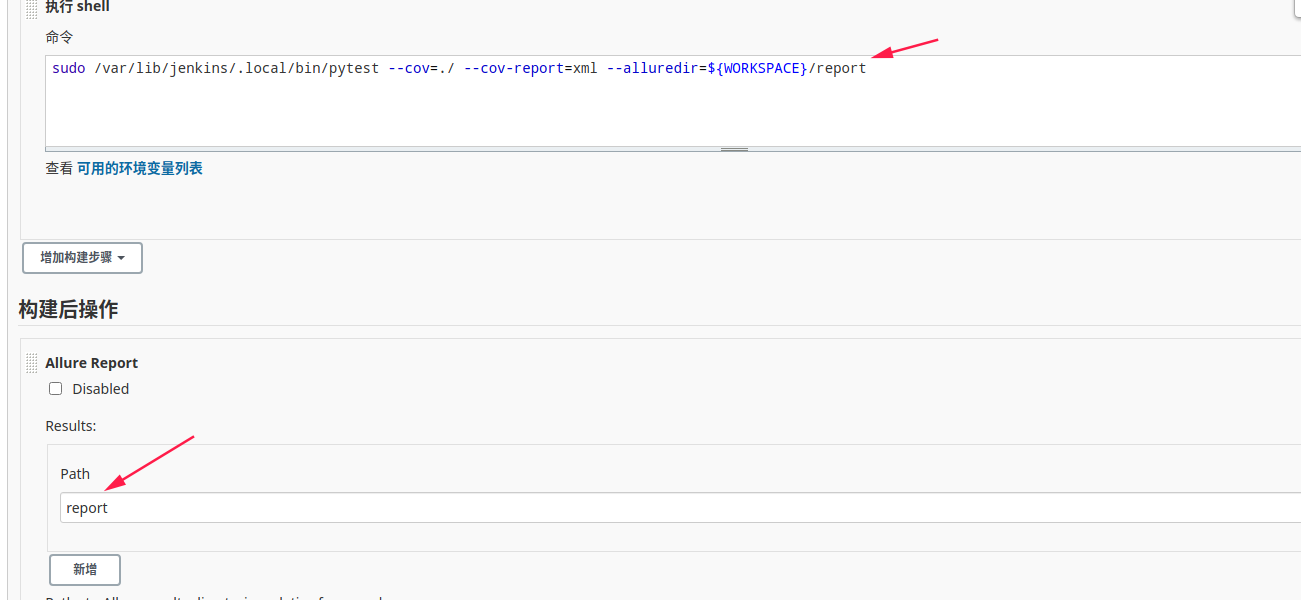 执行 shell
命令
sudo /var/lib/jenkins/.local/bin/pytest --cov=./ --cov-report=xml --alluredir=${WORKSPACE}/report
查看 可用的环境变量列表
增加构建步骤
构建后操作
Allure Report
Disabled
Results:
Path
report
新增